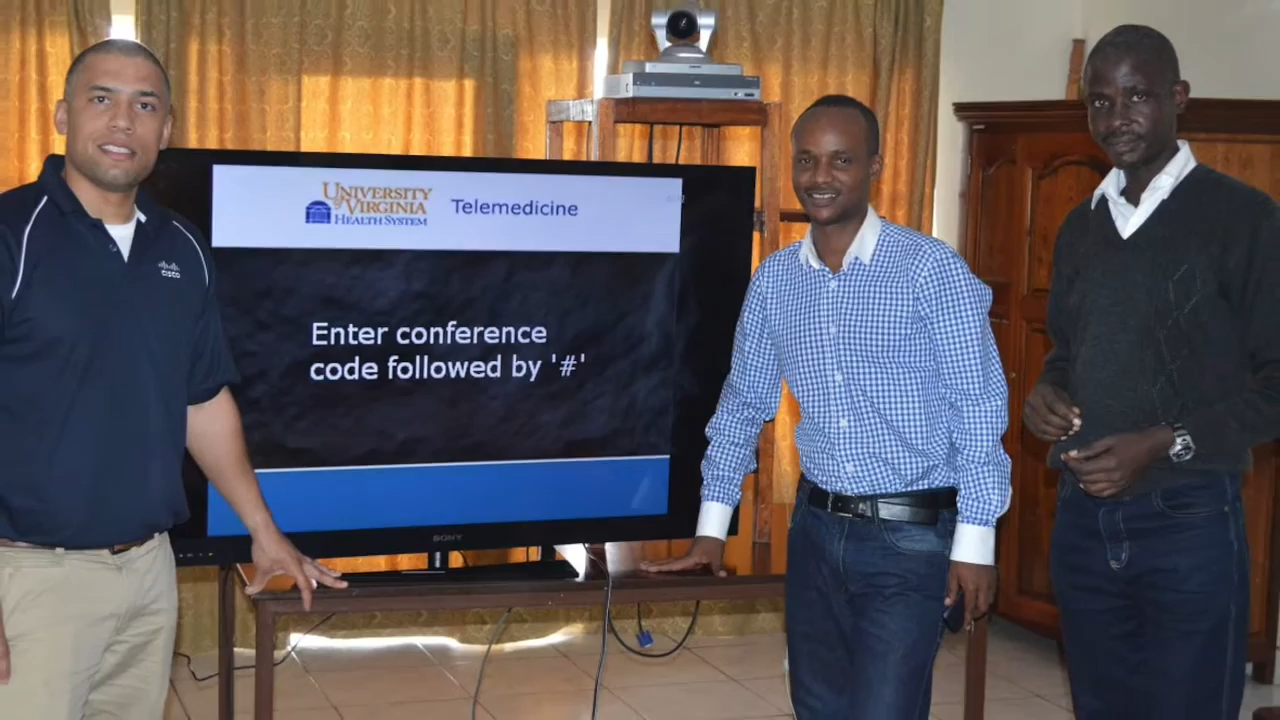 UNIVERSITY
of VIRGINIA
HEALTH SYSTEM
Telemedicine
Enter conference
code followed by '#'
SONY
CISCO